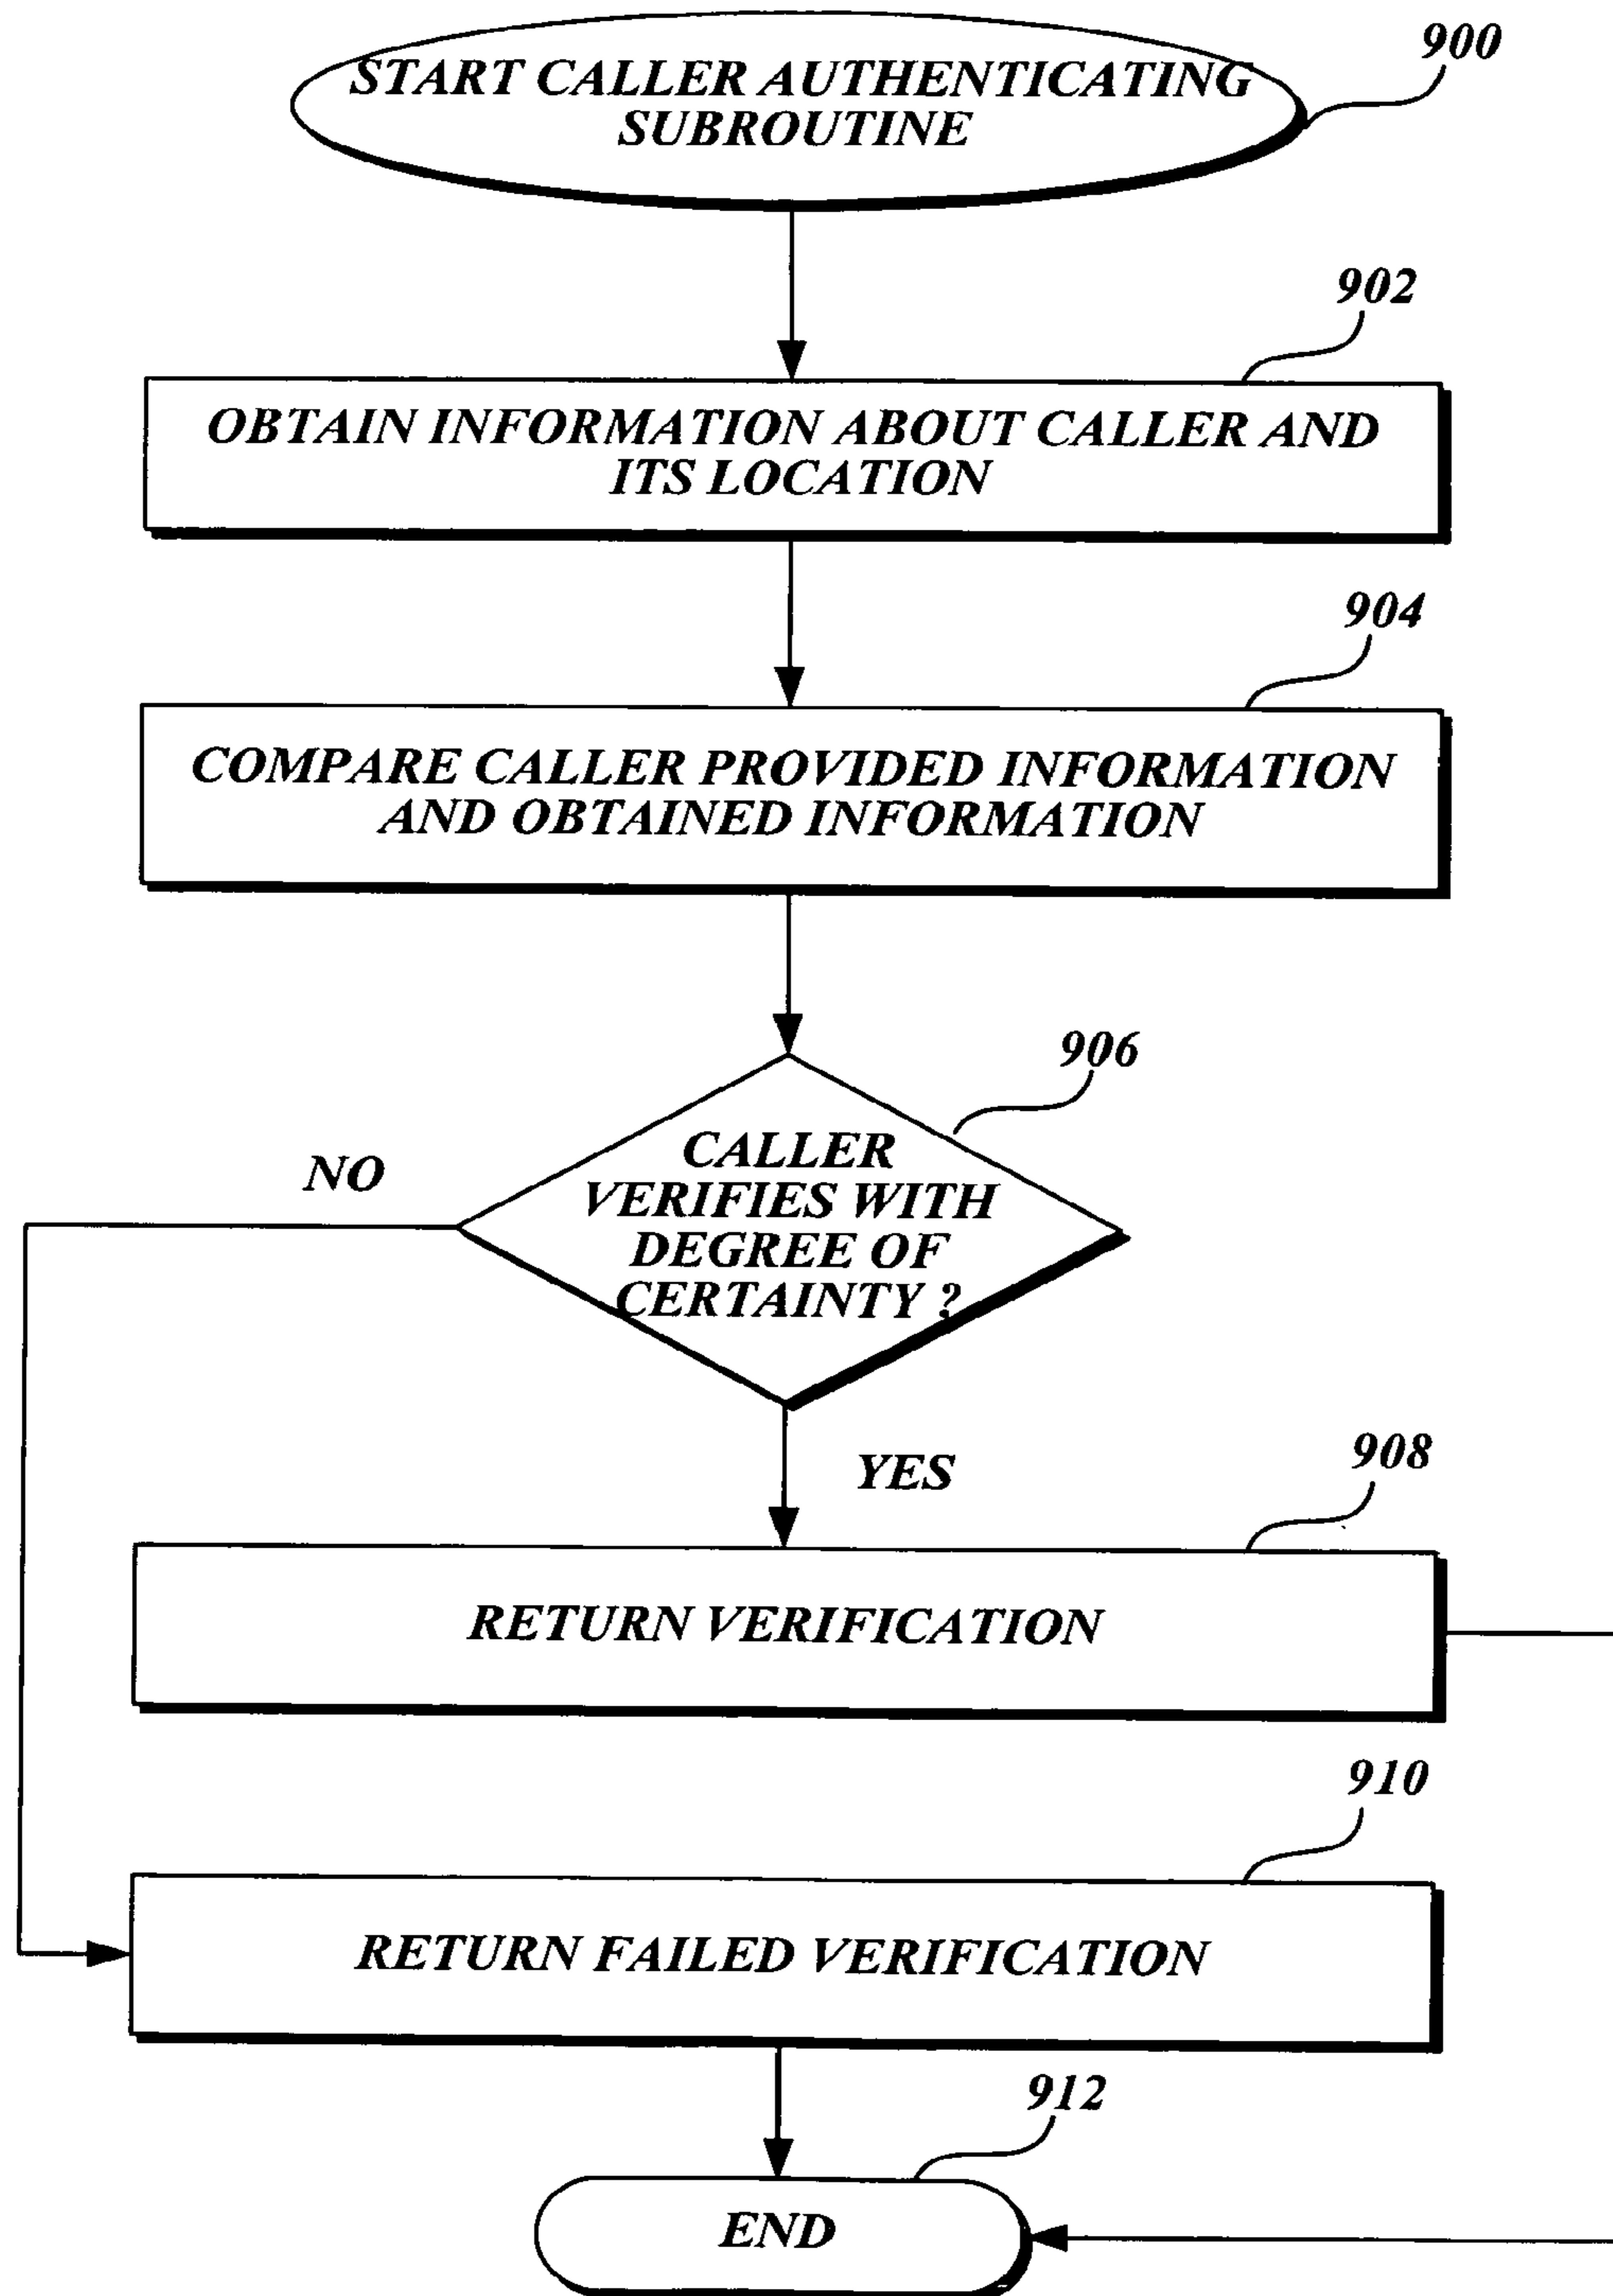 900
START CALLER AUTHENTICATING
SUBROUTINE
902
OBTAIN INFORMATION ABOUT CALLER AND
ITS LOCATION
904
COMPARE CALLER PROVIDED INFORMATION
AND OBTAINED INFORMATION
906
CALLER
VERIFIES WITH
DEGREE OF
CERTAINTY ?
NO
YES
908
RETURN VERIFICATION
910
RETURN FAILED VERIFICATION
912
END